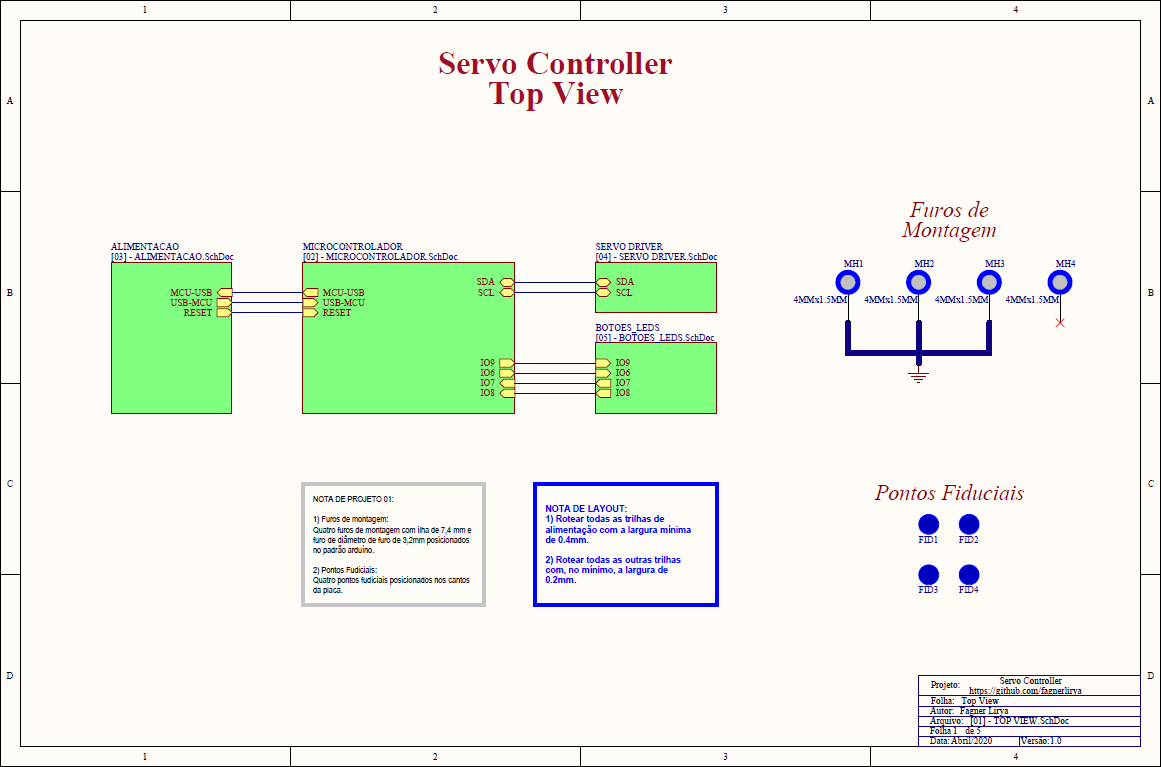 1 2 3 4
Servo Controller
Top View
A A
Furos de
Montagem
ALIMENTACAO
[03] - ALIMENTACAO.SchDoc
MCU-USB
USB-MCU
RESET
MICROCONTROLADOR
[02] - MICROCONTROLADOR.SchDoc
MCU-USB
USB-MCU
RESET
SDA
SCL
IO9
IO6
IO7
IO8
SERVO DRIVER
[04] - SERVO DRIVER.SchDoc
SDA
SCL
BOTOES_LEDS
[05] - BOTOES_LEDS.SchDoc
IO9
IO6
IO7
IO8
MH1 MH2 MH3 MH4
4MMx1.5MM 4MMx1.5MM 4MMx1.5MM 4MMx1.5MM
B B
NOTA DE PROJETO 01:
1) Furos de montagem:
Quatro furos de montagem com ilha de 7,4 mm e
furo de diâmetro de furo de 3,2mm posicionados
no padrão arduino.
2) Pontos Fudiciais:
Quatro pontos fudiciais posicionados nos cantos
da placa.
NOTA DE LAYOUT:
1) Rotear todas as trilhas de
alimentação com a largura mínima
de 0.4mm.
2) Rotear todas as outras trilhas
com, no mínimo, a largura de
0.2mm.
C C
Pontos Fiduciais
FID1 FID2
FID3 FID4
D D
Projeto: Servo Controller
https://github.com/fagnerlirya
Folha: Top View
Autor: Fagner Lirya
Arquivo: [01] - TOP VIEW.SchDoc
Folha 1 de 5
Data: Abril/2020 Versão:1.0
1 2 3 4